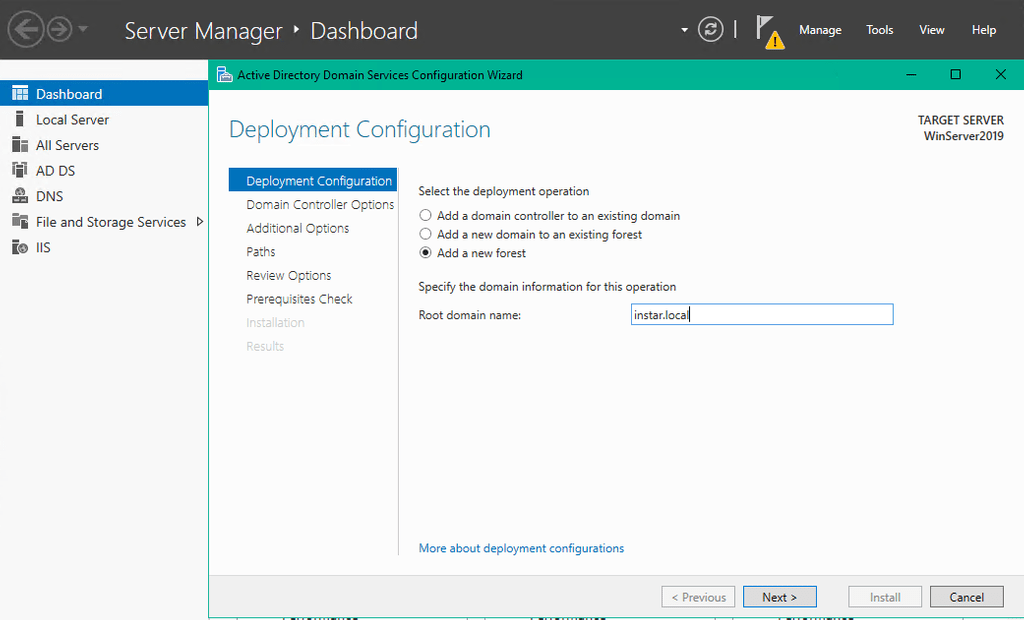 Server Manager ‣ Dashboard
Manage Tools View Help
Active Directory Domain Services Configuration Wizard
Dashboard
Local Server
All Servers
AD DS
DNS
File and Storage Services
IIS
Deployment Configuration
TARGET SERVER
WinServer2019
Deployment Configuration
Domain Controller Options
Additional Options
Paths
Review Options
Prerequisites Check
Installation
Results
Select the deployment operation
Add a domain controller to an existing domain
Add a new domain to an existing forest
Add a new forest
Specify the domain information for this operation
Root domain name: instar.local
More about deployment configurations
< Previous Next > Install Cancel
Performance Performance Performance